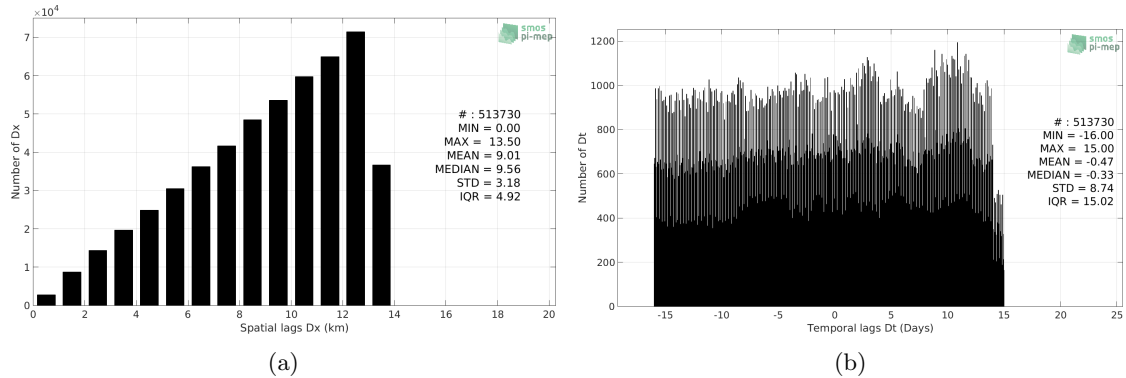 ×10⁴
7
6
5
4
3
2
1
0
Number of Dx
0 2 4 6 8 10 12 14 16 18 20
Spatial lags Dx (km)
smos
pi-mep
# : 513730
MIN = 0.00
MAX = 13.50
MEAN = 9.01
MEDIAN = 9.56
STD = 3.18
IQR = 4.92
(a)
1200
1000
800
600
400
200
0
Number of Dt
-15 -10 -5 0 5 10 15 20 25
Temporal lags Dt (Days)
smos
pi-mep
# : 513730
MIN = -16.00
MAX = 15.00
MEAN = -0.47
MEDIAN = -0.33
STD = 8.74
IQR = 15.02
(b)